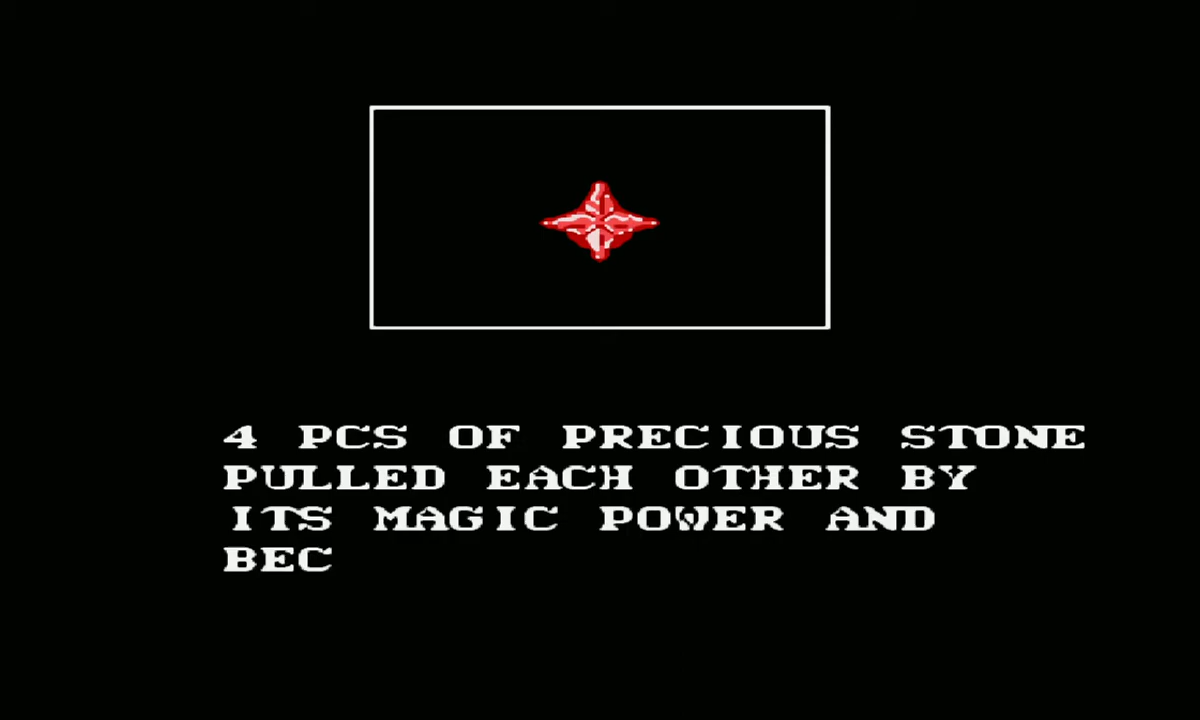 4 PCS OF PRECIOUS STONE
PULLED EACH OTHER BY
ITS MAGIC POWER AND
BEC